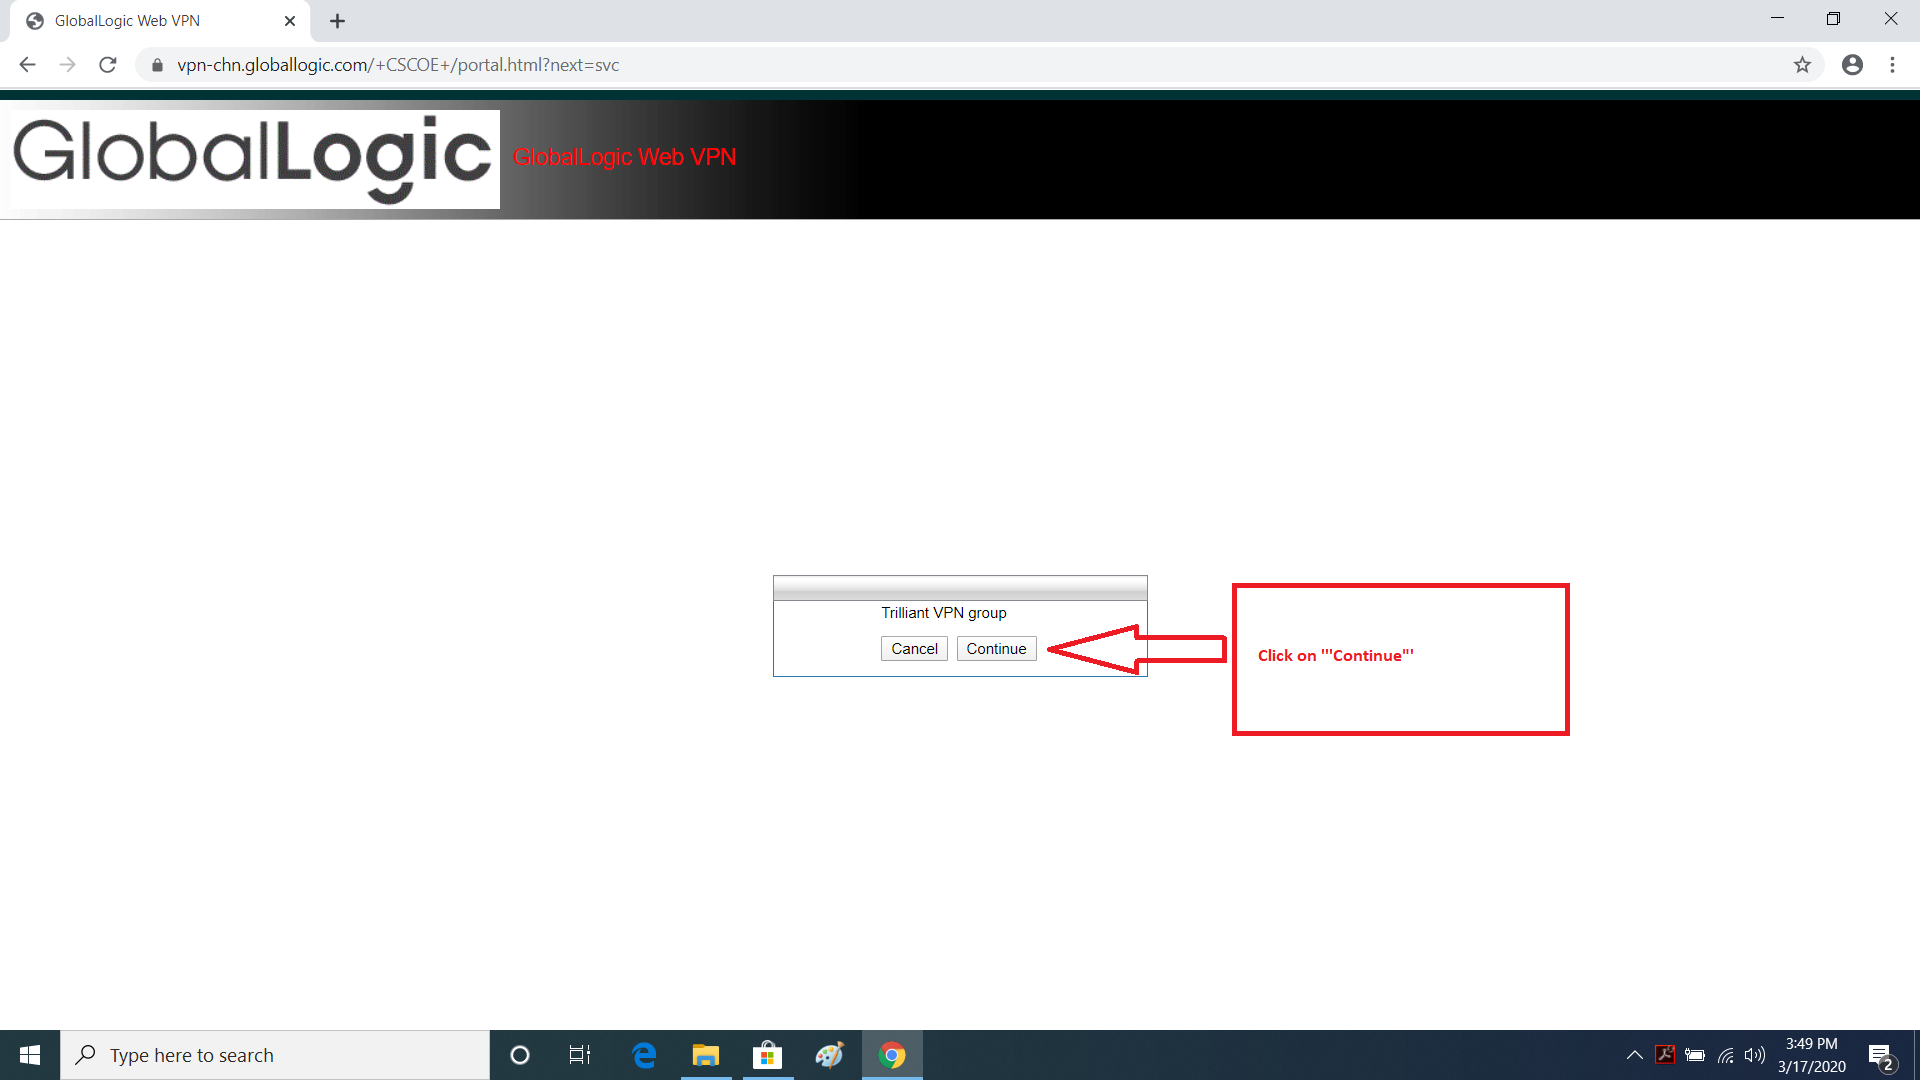 GlobalLogic Web VPN
vpn-chn.globallogic.com/+CSCOE+/portal.html?next=svc
GlobalLogic
GlobalLogic Web VPN
Trilliant VPN group
Cancel
Continue
Click on "'Continue"'
Type here to search
3:49 PM
3/17/2020
2